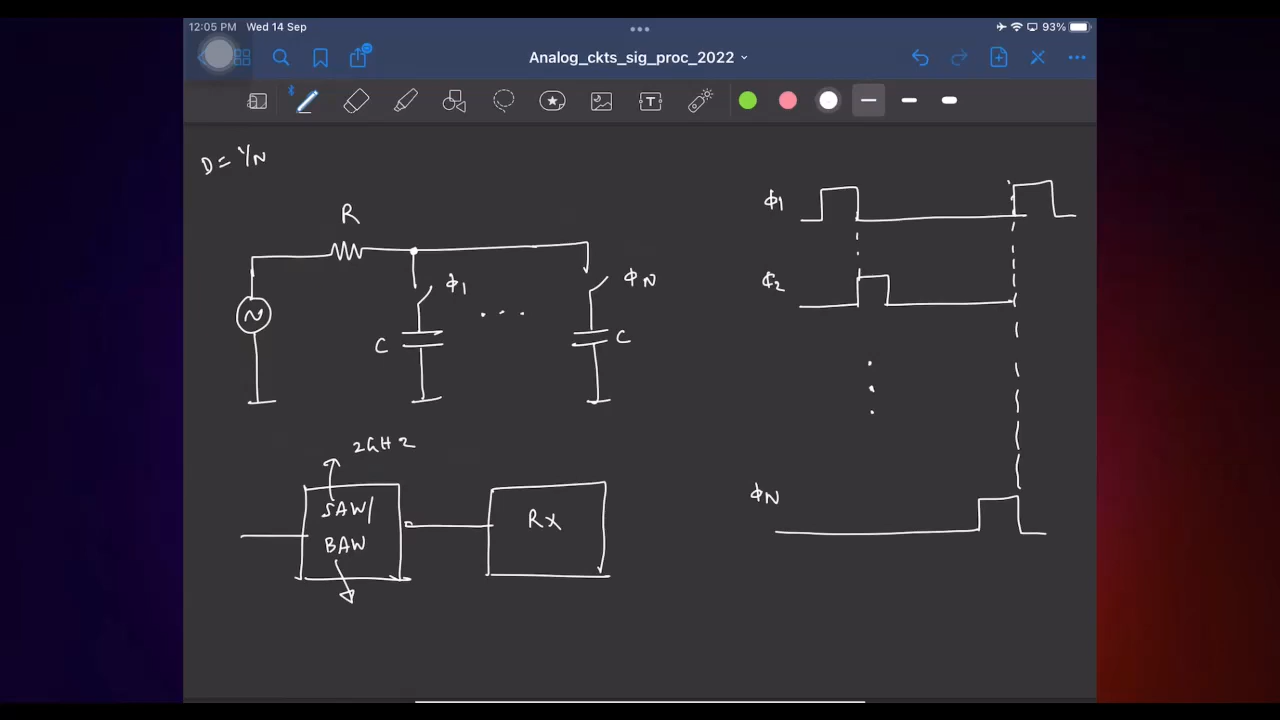 12:05 PM Wed 14 Sep
93%
Analog_ckts_sig_proc_2022
T
D = 1/N
R
ϕ1
ϕN
C
C
2GHz
SAW/
BAW
Rx
ϕ1
ϕ2
ϕN